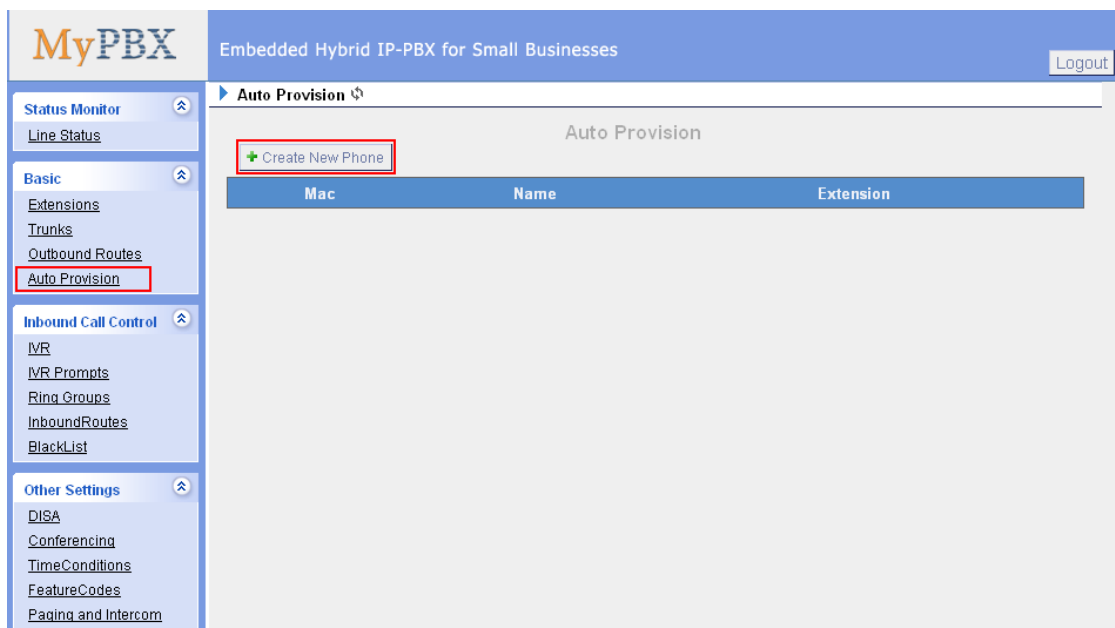 MyPBX
Embedded Hybrid IP-PBX for Small Businesses
Logout
Status Monitor
Line Status
Basic
Extensions
Trunks
Outbound Routes
Auto Provision
Inbound Call Control
IVR
IVR Prompts
Ring Groups
InboundRoutes
BlackList
Other Settings
DISA
Conferencing
TimeConditions
FeatureCodes
Paging and Intercom
Auto Provision
Auto Provision
Create New Phone
Mac Name Extension